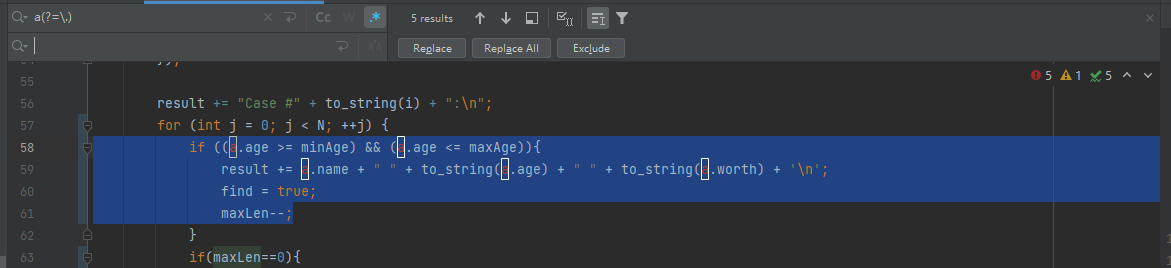 a(?=\.)
Cc W .*
5 results
Replace
Replace All
Exclude
5 1 5
55
56 result += "Case #" + to_string(i) + ":\n";
57 for (int j = 0; j < N; ++j) {
58 if ((a.age >= minAge) && (a.age <= maxAge)){
59 result += a.name + " " + to_string(a.age) + " " + to_string(a.worth) + '\n';
60 find = true;
61 maxLen--;
62 }
63 if(maxLen==0){